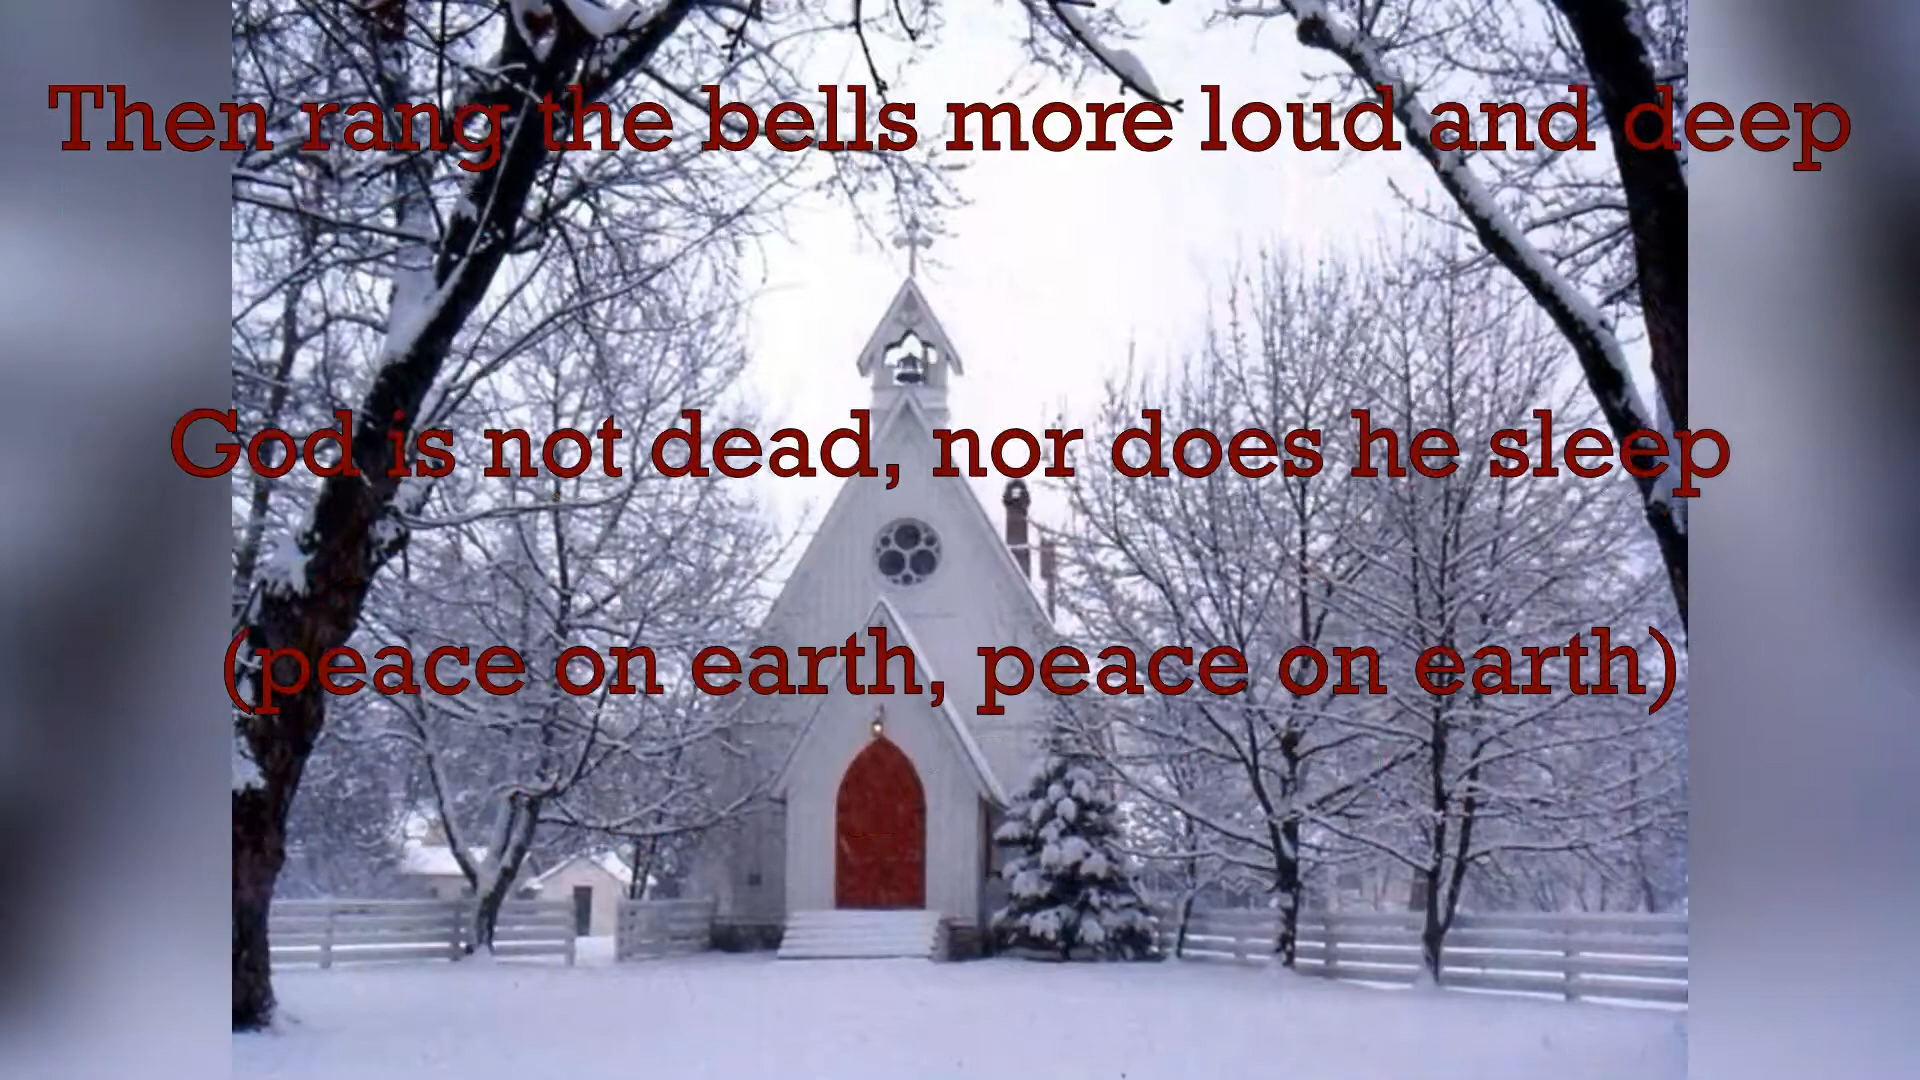 Then rang the bells more loud and deep
God is not dead, nor does he sleep
(peace on earth, peace on earth)